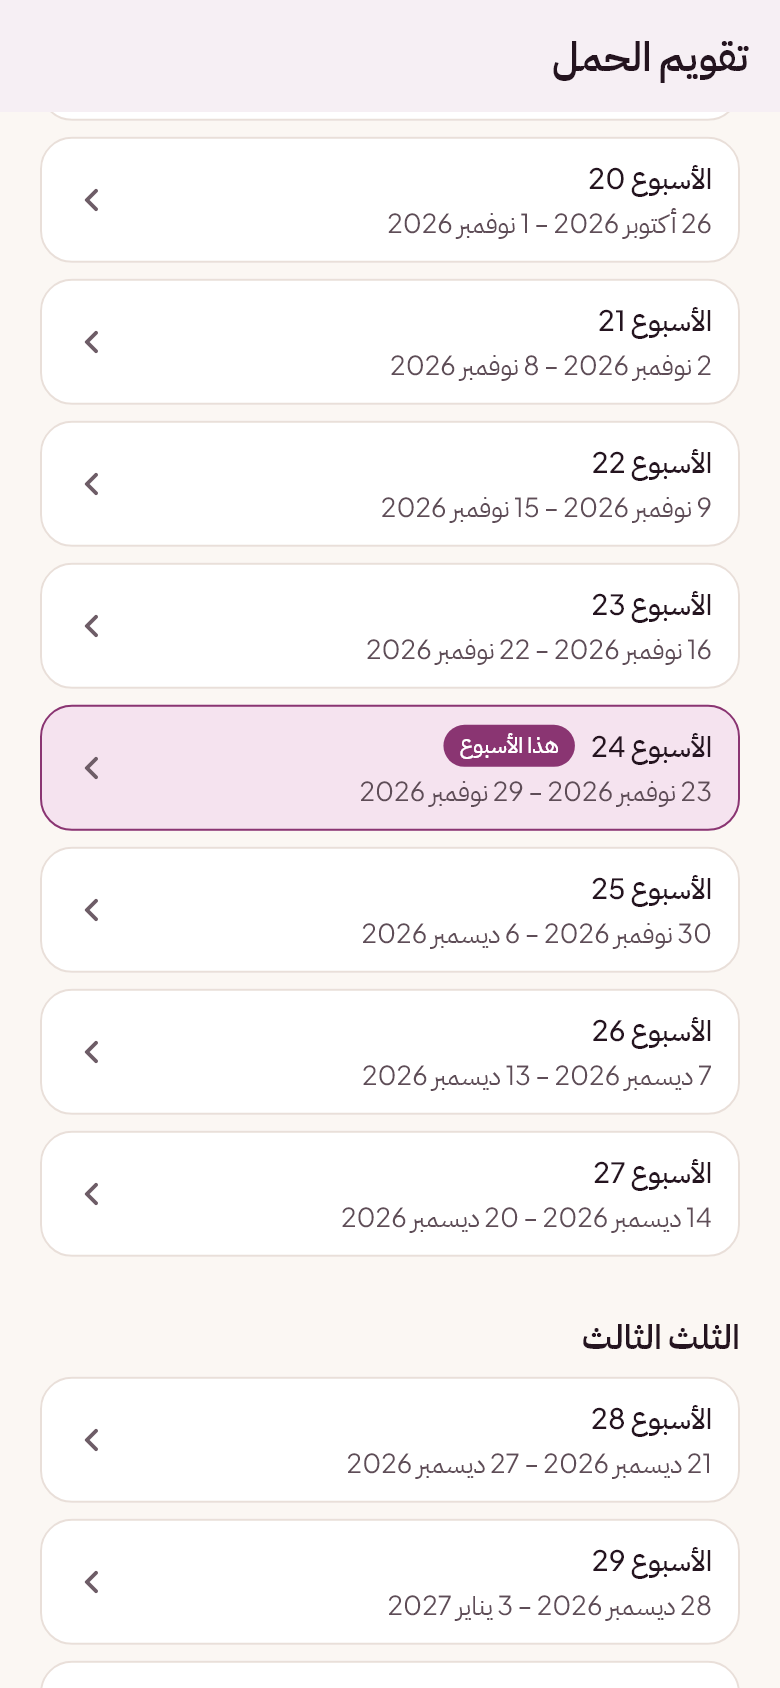 تقويم الحمل
الأسبوع 20
26 أكتوبر 2026 – 1 نوفمبر 2026
الأسبوع 21
2 نوفمبر 2026 – 8 نوفمبر 2026
الأسبوع 22
9 نوفمبر 2026 – 15 نوفمبر 2026
الأسبوع 23
16 نوفمبر 2026 – 22 نوفمبر 2026
الأسبوع 24 هذا الأسبوع
23 نوفمبر 2026 – 29 نوفمبر 2026
الأسبوع 25
30 نوفمبر 2026 – 6 ديسمبر 2026
الأسبوع 26
7 ديسمبر 2026 – 13 ديسمبر 2026
الأسبوع 27
14 ديسمبر 2026 – 20 ديسمبر 2026
الثلث الثالث
الأسبوع 28
21 ديسمبر 2026 – 27 ديسمبر 2026
الأسبوع 29
28 ديسمبر 2026 – 3 يناير 2027